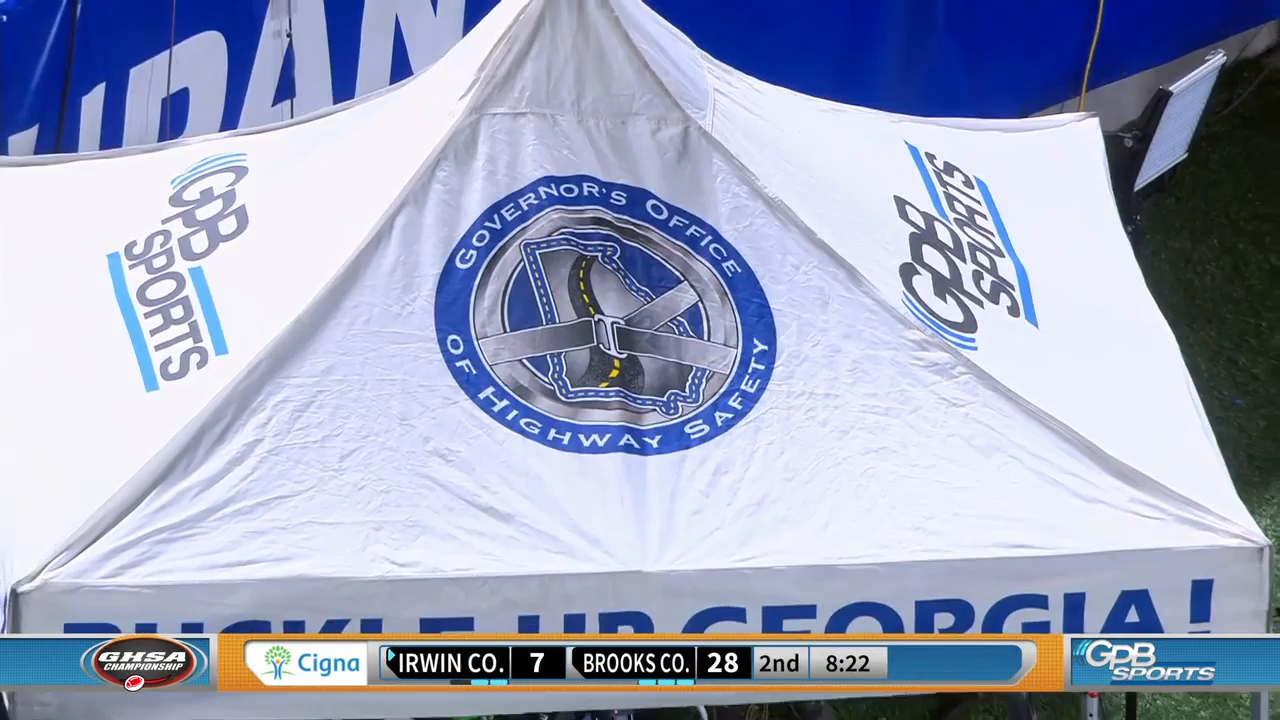 GPB
SPORTS
GOVERNOR'S OFFICE
OF HIGHWAY SAFETY
GPB
SPORTS
BUCKLE UP GEORGIA!
GHSA
CHAMPIONSHIP
Cigna
IRWIN CO. 7 BROOKS CO. 28 2nd 8:22
GPB
SPORTS